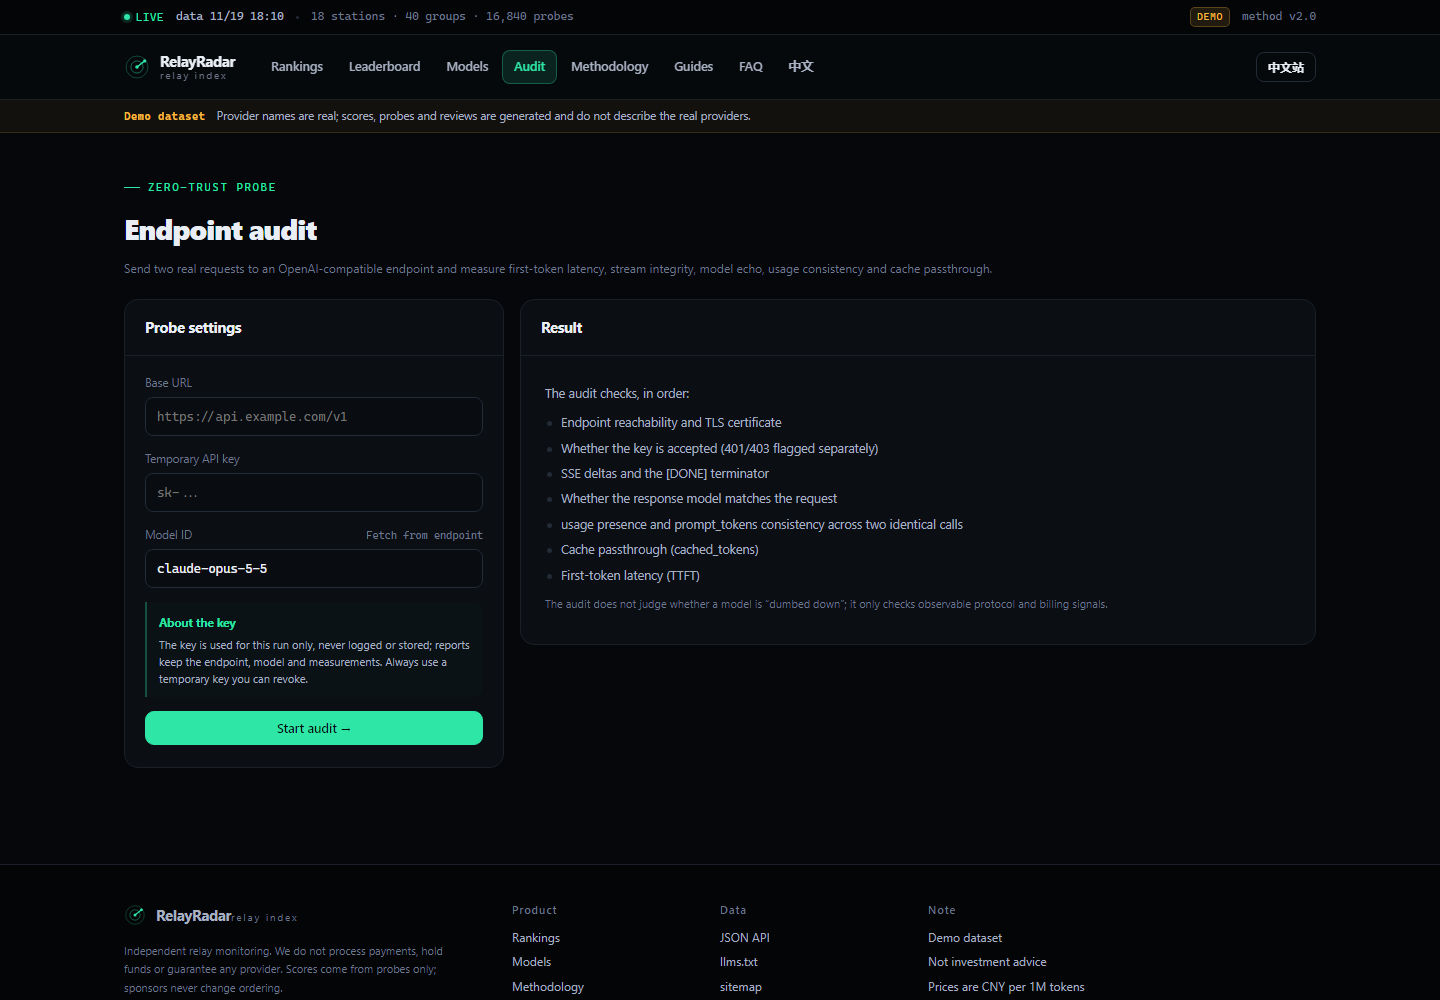 LIVE data 11/19 18:10 · 18 stations · 40 groups · 16,840 probes DEMO method v2.0
RelayRadar
relay index
Rankings Leaderboard Models Audit Methodology Guides FAQ 中文 中文站
Demo dataset Provider names are real; scores, probes and reviews are generated and do not describe the real providers.
ZERO-TRUST PROBE
Endpoint audit
Send two real requests to an OpenAI-compatible endpoint and measure first-token latency, stream integrity, model echo, usage consistency and cache passthrough.
Probe settings
Base URL
https://api.example.com/v1
Temporary API key
sk-...
Model ID Fetch from endpoint
claude-opus-5-5
About the key
The key is used for this run only, never logged or stored; reports
keep the endpoint, model and measurements. Always use a
temporary key you can revoke.
Start audit →
Result
The audit checks, in order:
Endpoint reachability and TLS certificate
Whether the key is accepted (401/403 flagged separately)
SSE deltas and the [DONE] terminator
Whether the response model matches the request
usage presence and prompt_tokens consistency across two identical calls
Cache passthrough (cached_tokens)
First-token latency (TTFT)
The audit does not judge whether a model is “dumbed down”; it only checks observable protocol and billing signals.
RelayRadar relay index
Independent relay monitoring. We do not process payments, hold
funds or guarantee any provider. Scores come from probes only;
sponsors never change ordering.
Product
Rankings
Models
Methodology
Data
JSON API
llms.txt
sitemap
Note
Demo dataset
Not investment advice
Prices are CNY per 1M tokens